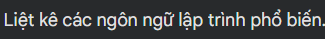 Liệt kê các ngôn ngữ lập trình phổ biến.